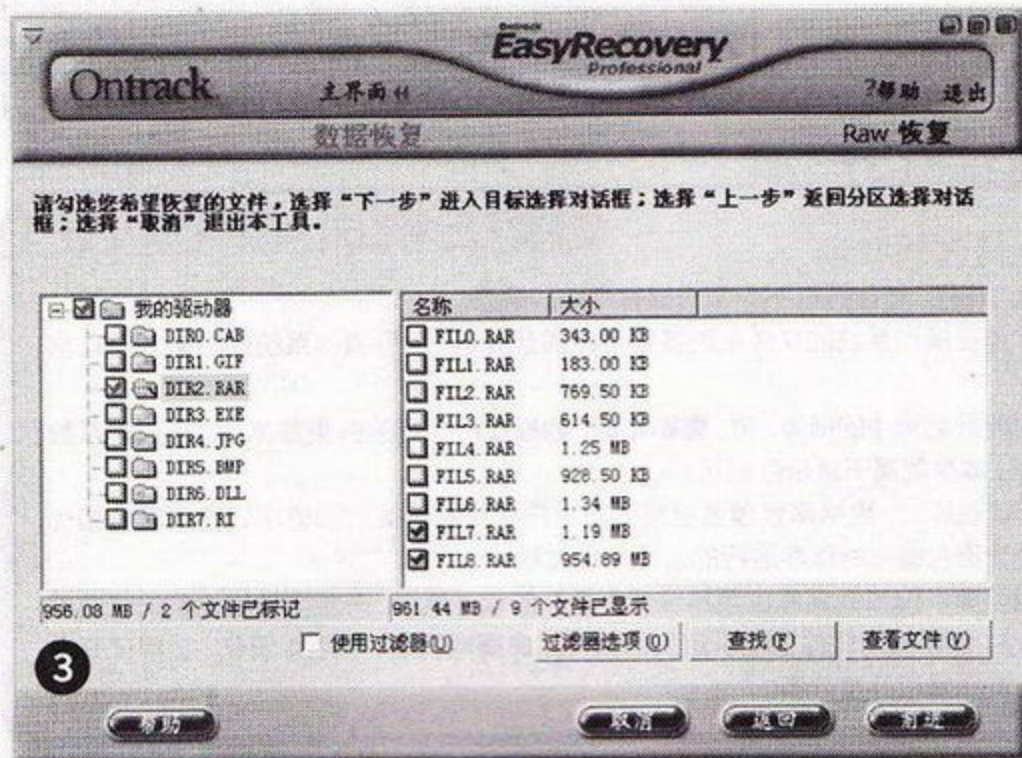 Ontrack
EasyRecovery
Professional
Ontrack
主界面
?帮助 退出
数据恢复
Raw 恢复
请勾选您希望恢复的文件，选择“下一步”进入目标选择对话框；选择“上一步”返回分区选择对话
框；选择“取消”退出本工具。
我的驱动器
DIR0.CAB
DIR1.GIF
DIR2.RAR
DIR3.EXE
DIR4.JPG
DIR5.BMP
DIR6.DLL
DIR7.RI
名称 大小
FIL0.RAR 343.00 KB
FIL1.RAR 183.00 KB
FIL2.RAR 769.50 KB
FIL3.RAR 614.50 KB
FIL4.RAR 1.25 MB
FIL5.RAR 928.50 KB
FIL6.RAR 1.34 MB
FIL7.RAR 1.19 MB
FIL8.RAR 954.89 MB
956.08 MB / 2 个文件已标记
961.44 MB / 9 个文件已显示
使用过滤器(U) 过滤器选项(O) 查找(F) 查看文件(V)
3
帮助 取消 返回 前进